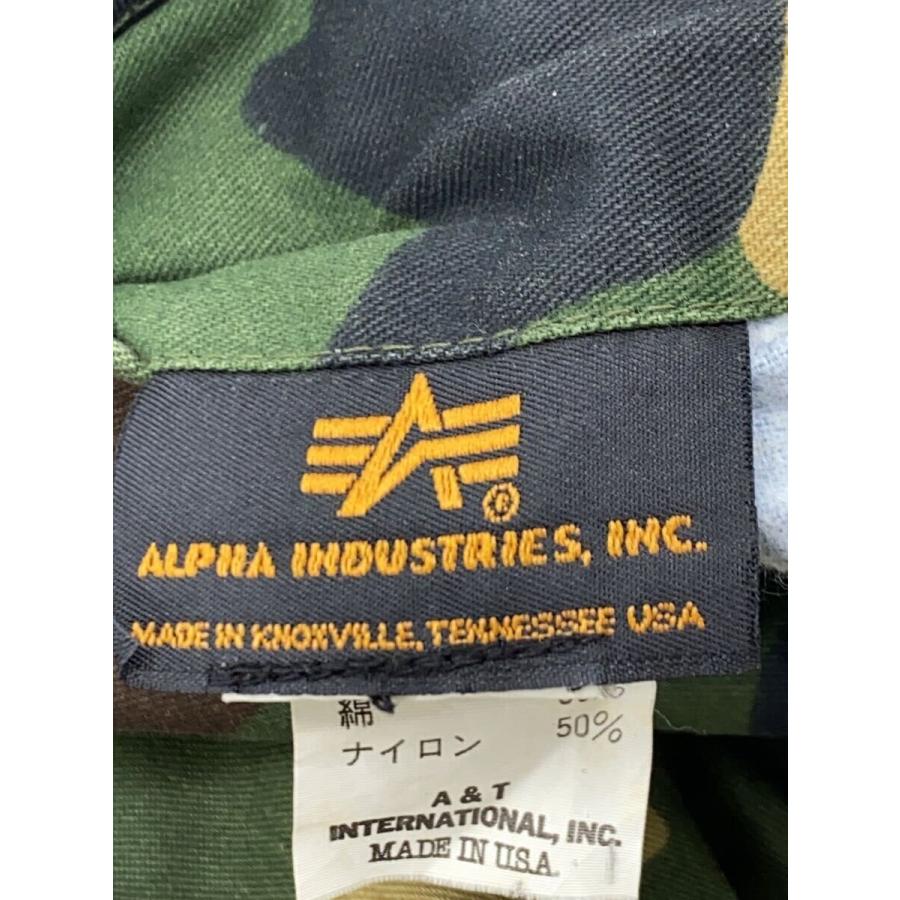 ALPHA INDUSTRIES, INC.
MADE IN KNOXVILLE, TENNESSEE USA
綿
ナイロン 50%
A & T
INTERNATIONAL, INC.
MADE IN U.S.A.